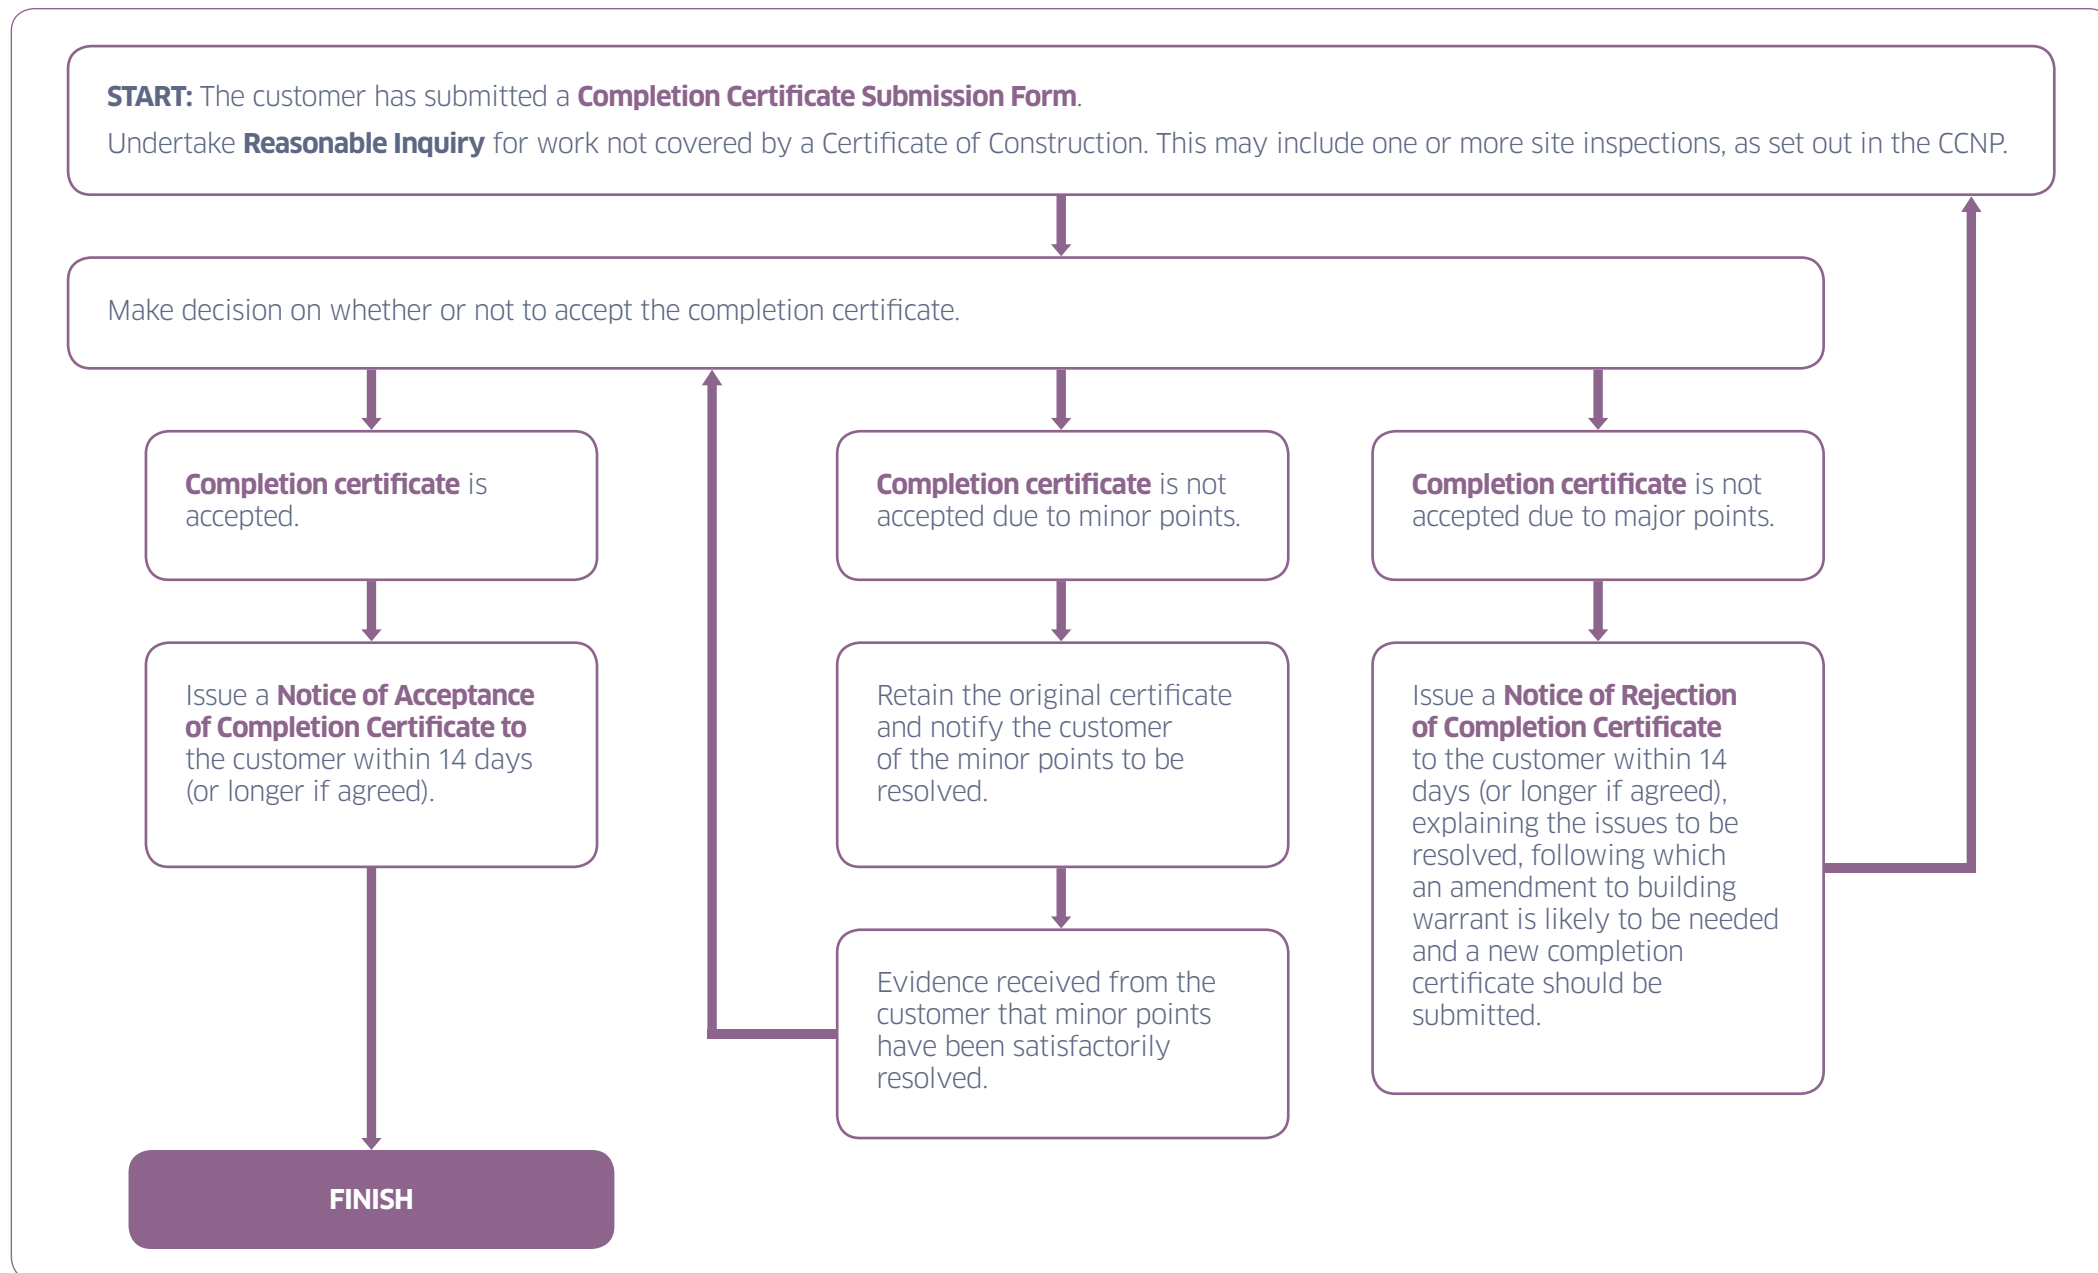 START: The customer has submitted a Completion Certificate Submission Form.
Undertake Reasonable Inquiry for work not covered by a Certificate of Construction. This may include one or more site inspections, as set out in the CCNP.
Make decision on whether or not to accept the completion certificate.
Completion certificate is
accepted.
Completion certificate is not
accepted due to minor points.
Completion certificate is not
accepted due to major points.
Issue a Notice of Acceptance
of Completion Certificate to
the customer within 14 days
(or longer if agreed).
Retain the original certificate
and notify the customer
of the minor points to be
resolved.
Issue a Notice of Rejection
of Completion Certificate
to the customer within 14
days (or longer if agreed),
explaining the issues to be
resolved, following which
an amendment to building
warrant is likely to be needed
and a new completion
certificate should be
submitted.
Evidence received from the
customer that minor points
have been satisfactorily
resolved.
FINISH